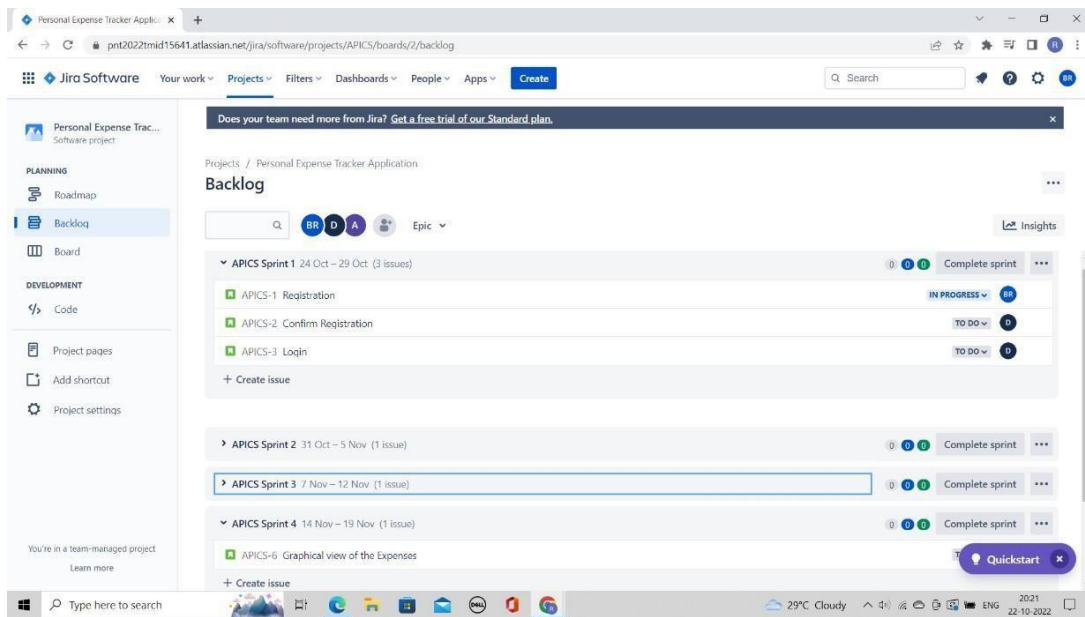 Personal Expense Tracker Applic
pnt2022tmid15641.atlassian.net/jira/software/projects/APICS/boards/2/backlog
R
Jira Software Your work Projects Filters Dashboards People Apps Create Search BR
Personal Expense Trac...
Software project
Does your team need more from Jira? Get a free trial of our Standard plan.
PLANNING
Roadmap
Backlog
Board
DEVELOPMENT
Code
Project pages
Add shortcut
Project settings
You're in a team-managed project
Learn more
Projects / Personal Expense Tracker Application
Backlog
BR D A Epic Insights
APICS Sprint 1 24 Oct – 29 Oct (3 issues) 0 0 0 Complete sprint
APICS-1 Registration IN PROGRESS BR
APICS-2 Confirm Registration TO DO D
APICS-3 Login TO DO D
+ Create issue
APICS Sprint 2 31 Oct – 5 Nov (1 issue) 0 0 0 Complete sprint
APICS Sprint 3 7 Nov – 12 Nov (1 issue) 0 0 0 Complete sprint
APICS Sprint 4 14 Nov – 19 Nov (1 issue) 0 0 0 Complete sprint
APICS-6 Graphical view of the Expenses
+ Create issue
Quickstart
Type here to search DELL 29°C Cloudy ENG 20:21
22-10-2022